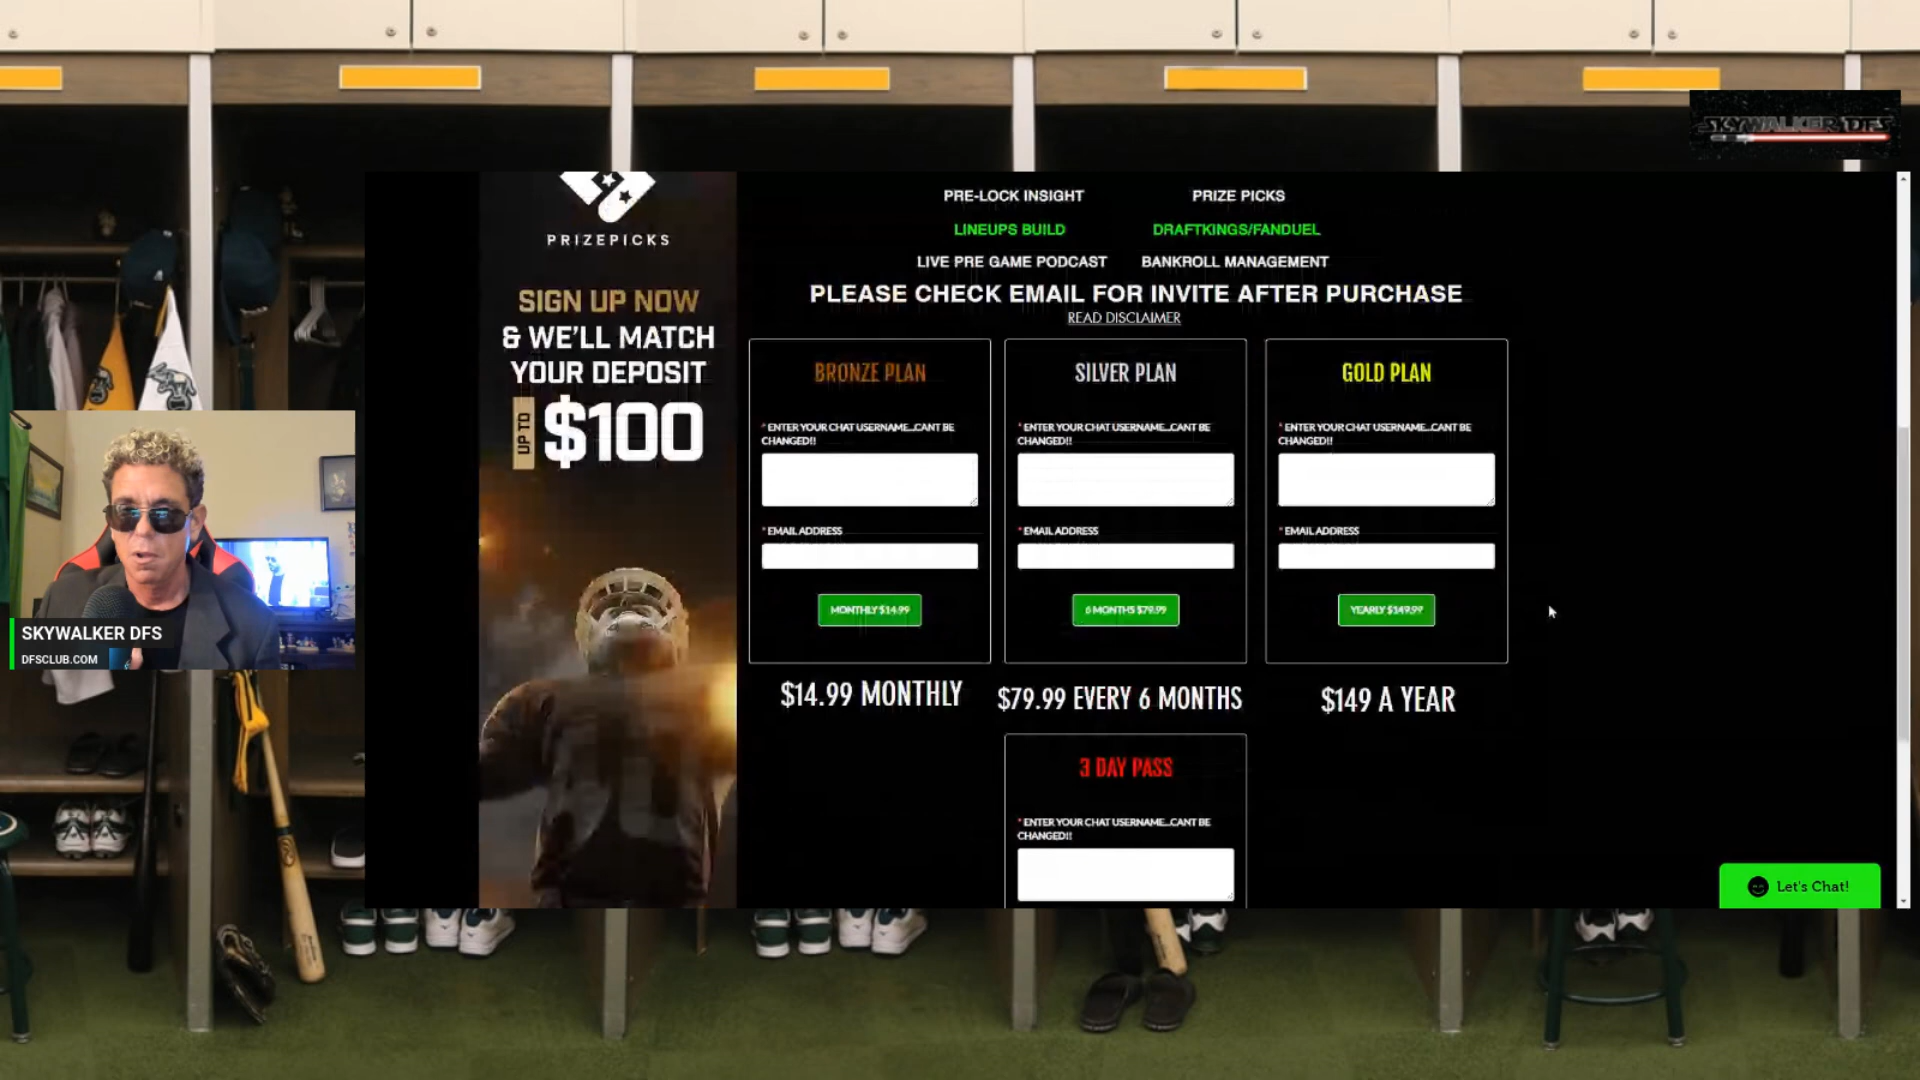 SKYWALKER DFS
PRIZEPICKS
SIGN UP NOW
& WE'LL MATCH
YOUR DEPOSIT
UP TO $100
PRE-LOCK INSIGHT
PRIZE PICKS
LINEUPS BUILD
DRAFTKINGS/FANDUEL
LIVE PRE GAME PODCAST
BANKROLL MANAGEMENT
PLEASE CHECK EMAIL FOR INVITE AFTER PURCHASE
READ DISCLAIMER
BRONZE PLAN
* ENTER YOUR CHAT USERNAME...CANT BE
CHANGED!!
* EMAIL ADDRESS
MONTHLY $14.99
$14.99 MONTHLY
SILVER PLAN
* ENTER YOUR CHAT USERNAME...CANT BE
CHANGED!!
* EMAIL ADDRESS
6 MONTHS $79.99
$79.99 EVERY 6 MONTHS
GOLD PLAN
* ENTER YOUR CHAT USERNAME...CANT BE
CHANGED!!
* EMAIL ADDRESS
YEARLY $149.99
$149 A YEAR
3 DAY PASS
* ENTER YOUR CHAT USERNAME...CANT BE
CHANGED!!
Let's Chat!
SKYWALKER DFS
DFSCLUB.COM